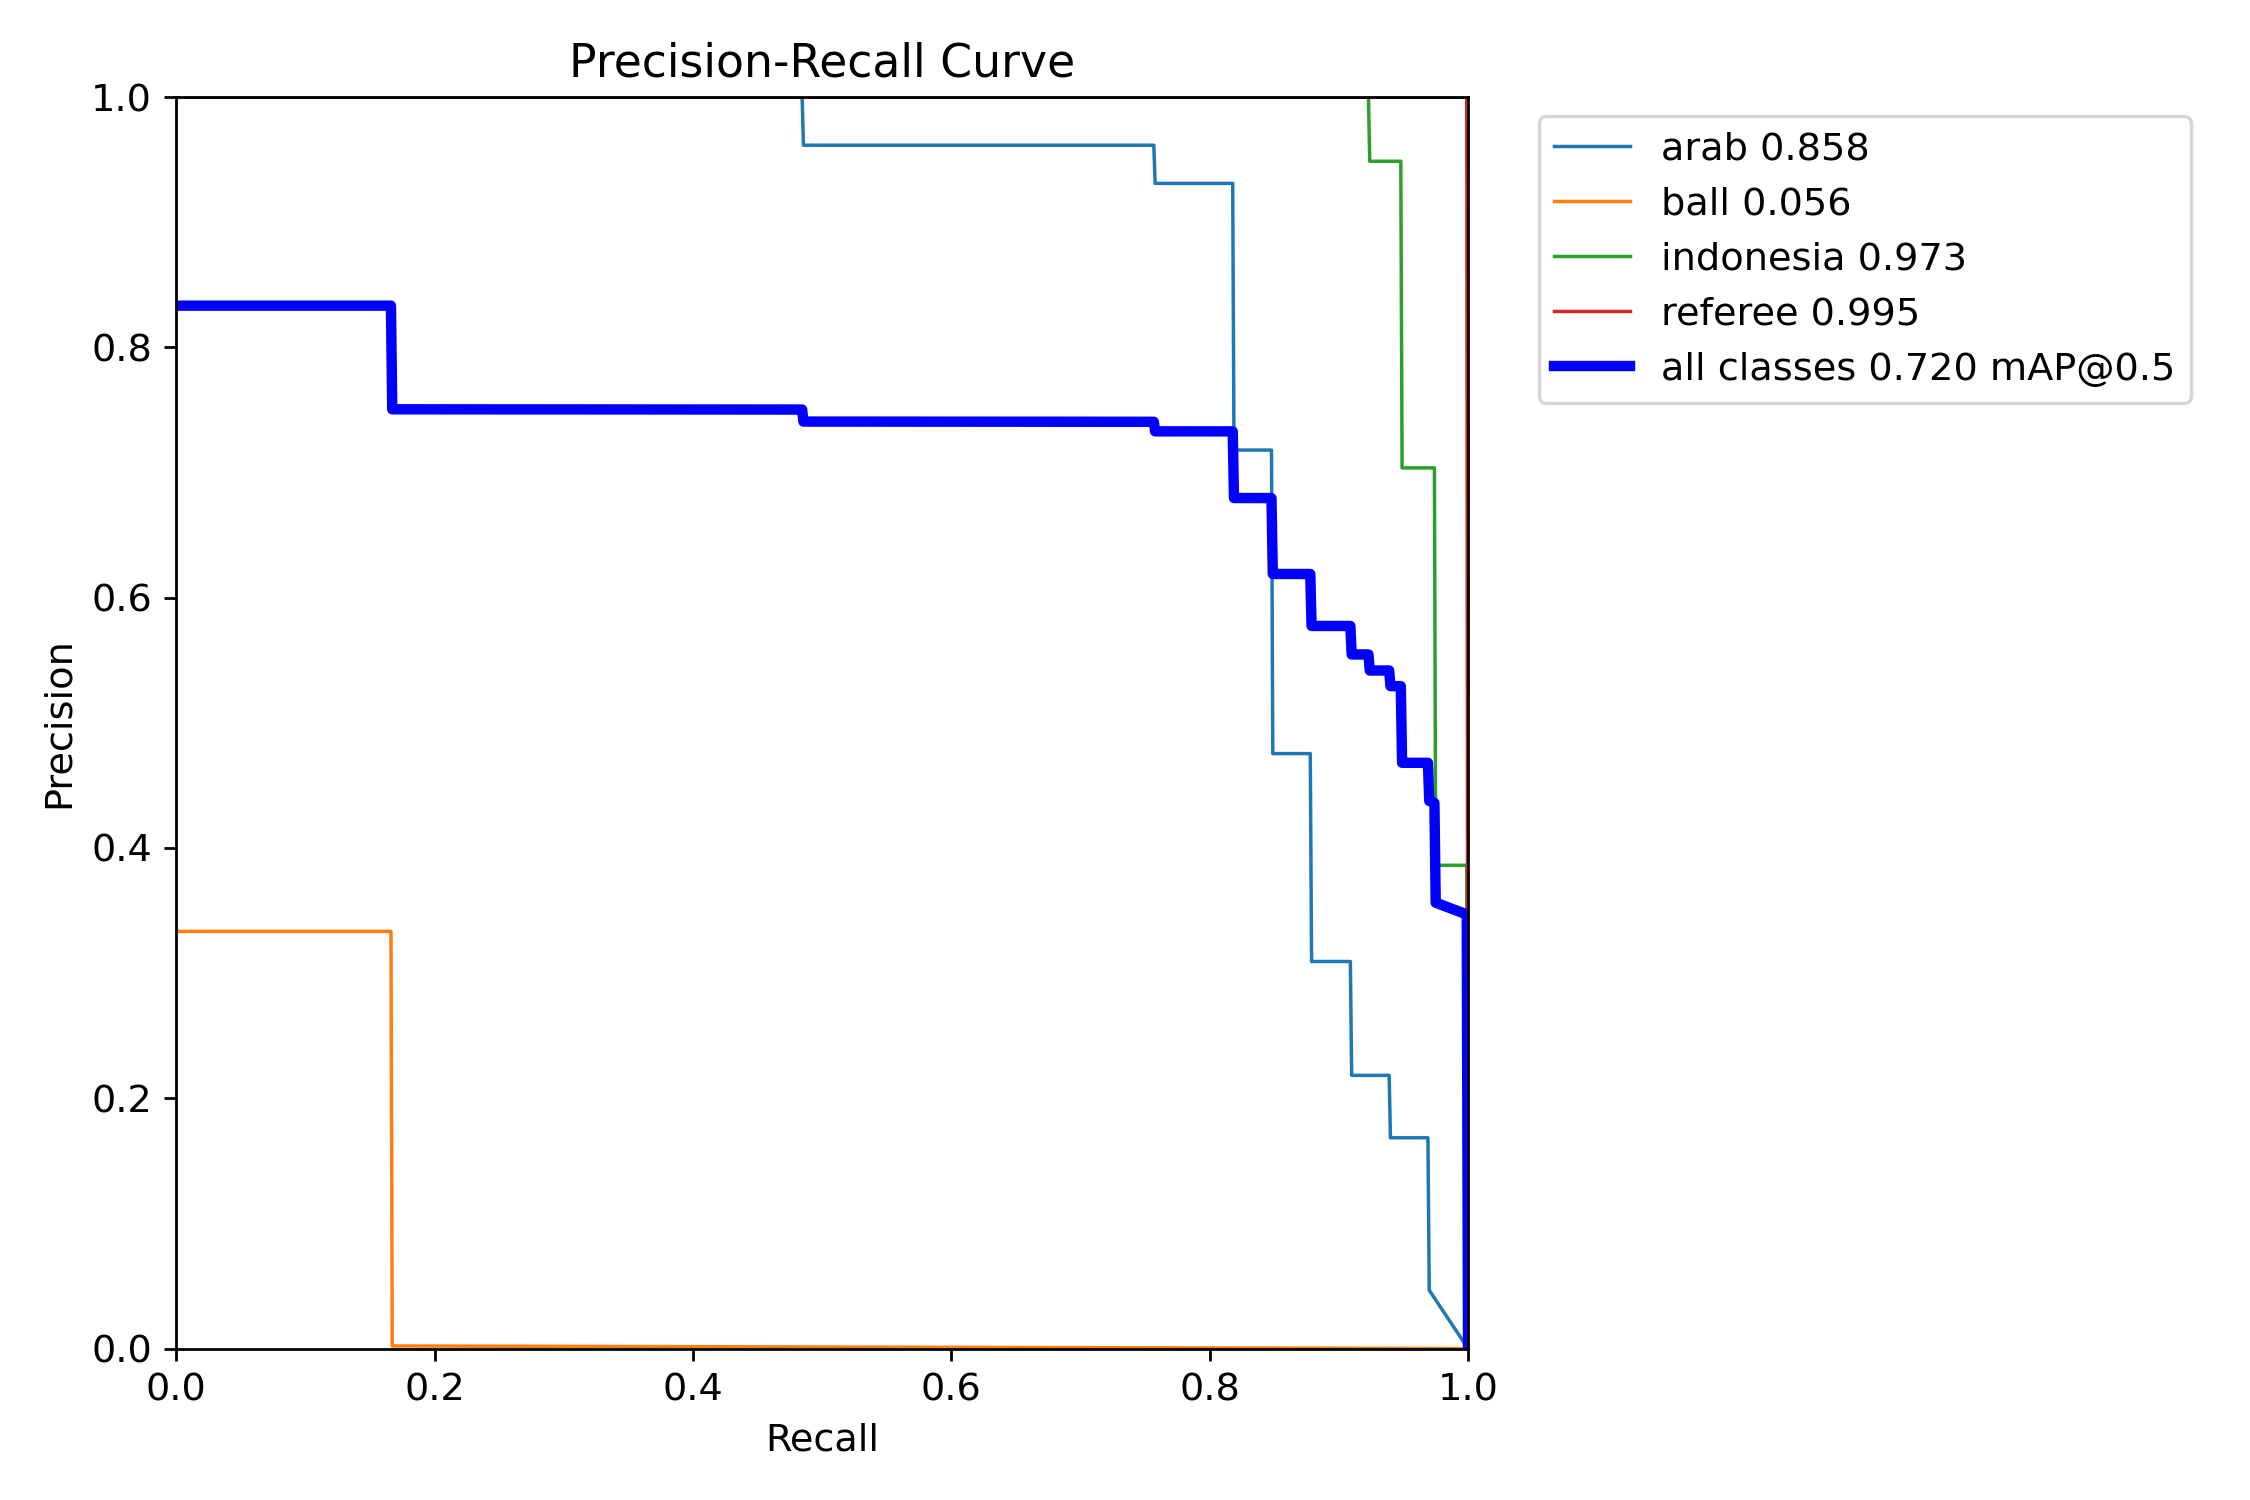 Precision-Recall Curve
1.0
0.8
0.6
0.4
0.2
0.0
Precision
0.0 0.2 0.4 0.6 0.8 1.0
Recall
arab 0.858
ball 0.056
indonesia 0.973
referee 0.995
all classes 0.720 mAP@0.5